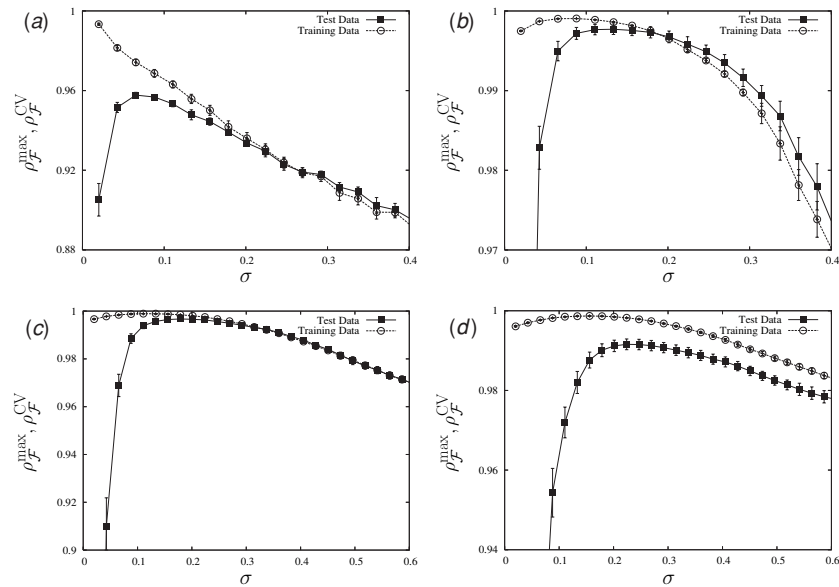 (a)
Test Data
Training Data
1
0.96
0.92
0.88
0
0.1
0.2
0.3
0.4
σ
ρ_F^max, ρ_F^CV
(b)
Test Data
Training Data
1
0.99
0.98
0.97
0
0.1
0.2
0.3
0.4
σ
ρ_F^max, ρ_F^CV
(c)
Test Data
Training Data
1
0.98
0.96
0.94
0.92
0.9
0
0.1
0.2
0.3
0.4
0.5
0.6
σ
ρ_F^max, ρ_F^CV
(d)
Test Data
Training Data
1
0.98
0.96
0.94
0
0.1
0.2
0.3
0.4
0.5
0.6
σ
ρ_F^max, ρ_F^CV